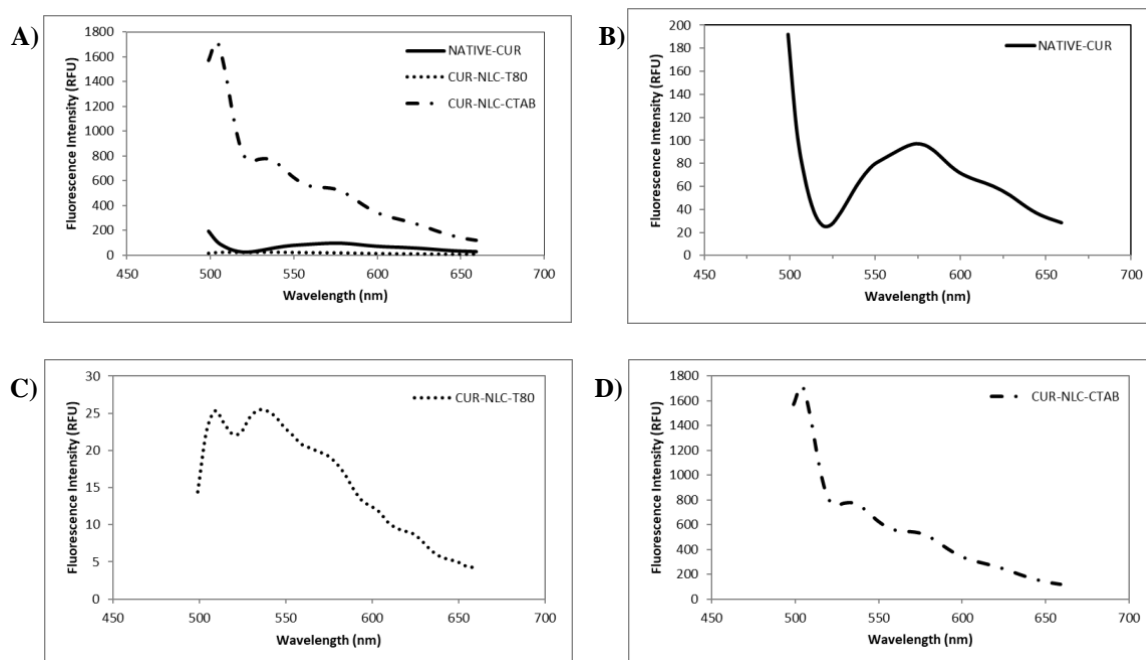 A)
Fluorescence Intensity (RFU)
1800
1600
1400
1200
1000
800
600
400
200
0
NATIVE-CUR
CUR-NLC-T80
CUR-NLC-CTAB
450 500 550 600 650 700
Wavelength (nm)
B)
Fluorescence Intensity (RFU)
200
180
160
140
120
100
80
60
40
20
0
NATIVE-CUR
450 500 550 600 650 700
Wavelength (nm)
C)
Fluorescence Intensity (RFU)
30
25
20
15
10
5
0
CUR-NLC-T80
450 500 550 600 650 700
Wavelength (nm)
D)
Fluorescence Intensity (RFU)
1800
1600
1400
1200
1000
800
600
400
200
0
CUR-NLC-CTAB
450 500 550 600 650 700
Wavelength (nm)